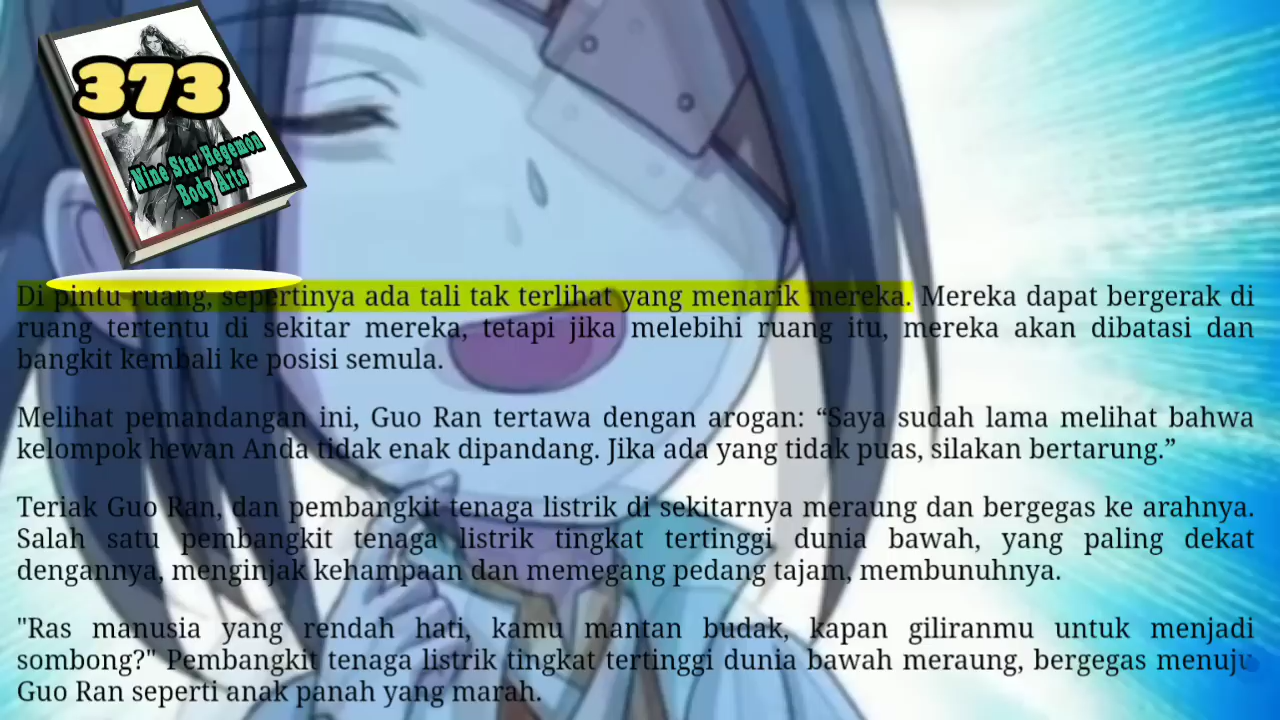 373
Nine Star Hegemon
Body Arts
Di pintu ruang, sepertinya ada tali tak terlihat yang menarik mereka. Mereka dapat bergerak di
ruang tertentu di sekitar mereka, tetapi jika melebihi ruang itu, mereka akan dibatasi dan
bangkit kembali ke posisi semula.
Melihat pemandangan ini, Guo Ran tertawa dengan arogan: “Saya sudah lama melihat bahwa
kelompok hewan Anda tidak enak dipandang. Jika ada yang tidak puas, silakan bertarung.”
Teriak Guo Ran, dan pembangkit tenaga listrik di sekitarnya meraung dan bergegas ke arahnya.
Salah satu pembangkit tenaga listrik tingkat tertinggi dunia bawah, yang paling dekat
dengannya, menginjak kehampaan dan memegang pedang tajam, membunuhnya.
"Ras manusia yang rendah hati, kamu mantan budak, kapan giliranmu untuk menjadi
sombong?" Pembangkit tenaga listrik tingkat tertinggi dunia bawah meraung, bergegas menuju
Guo Ran seperti anak panah yang marah.